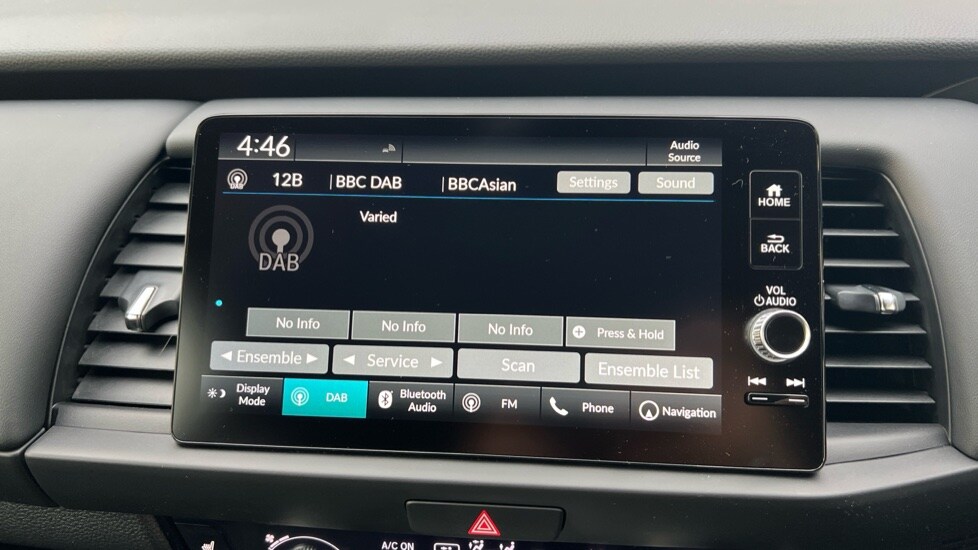 4:46
Audio
Source
DAB 12B |BBC DAB |BBCAsian Settings Sound
HOME
Varied
DAB
BACK
VOL
AUDIO
No Info No Info No Info Press & Hold
Ensemble Service Scan Ensemble List
Display
Mode
DAB
Bluetooth
Audio
FM
Phone
Navigation
A/C ON